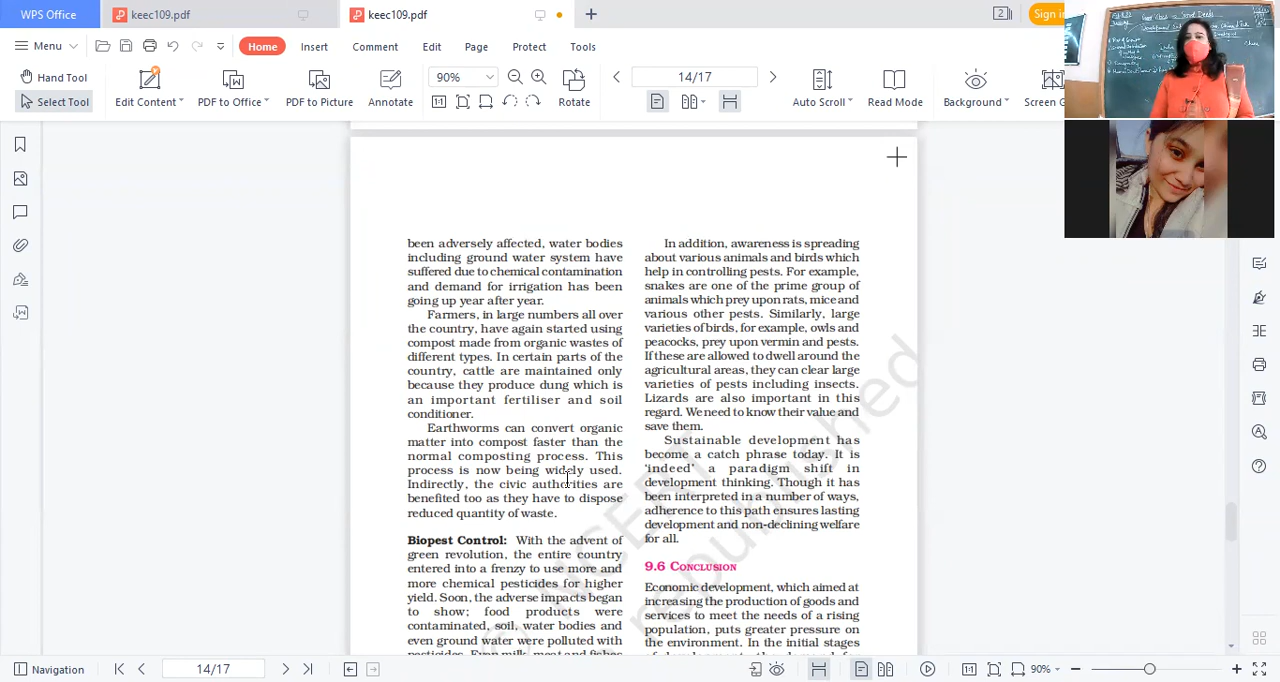 WPS Office
keec109.pdf
keec109.pdf
2
Sign in
Menu
Home
Insert
Comment
Edit
Page
Protect
Tools
Hand Tool
Select Tool
Edit Content
PDF to Office
PDF to Picture
Annotate
90%
Rotate
14/17
Auto Scroll
Read Mode
Background
Screen G
been adversely affected, water bodies
including ground water system have
suffered due to chemical contamination
and demand for irrigation has been
going up year after year.
Farmers, in large numbers all over
the country, have again started using
compost made from organic wastes of
different types. In certain parts of the
country, cattle are maintained only
because they produce dung which is
an important fertiliser and soil
conditioner.
Earthworms can convert organic
matter into compost faster than the
normal composting process. This
process is now being widely used.
Indirectly, the civic authorities are
benefited too as they have to dispose
reduced quantity of waste.
Biopest Control: With the advent of
green revolution, the entire country
entered into a frenzy to use more and
more chemical pesticides for higher
yield. Soon, the adverse impacts began
to show; food products were
contaminated, soil, water bodies and
even ground water were polluted with
pesticides. Even milk, meat and fishes
In addition, awareness is spreading
about various animals and birds which
help in controlling pests. For example,
snakes are one of the prime group of
animals which prey upon rats, mice and
various other pests. Similarly, large
varieties of birds, for example, owls and
peacocks, prey upon vermin and pests.
If these are allowed to dwell around the
agricultural areas, they can clear large
varieties of pests including insects.
Lizards are also important in this
regard. We need to know their value and
save them.
Sustainable development has
become a catch phrase today. It is
‘indeed’ a paradigm shift in
development thinking. Though it has
been interpreted in a number of ways,
adherence to this path ensures lasting
development and non-declining welfare
for all.
9.6 CONCLUSION
Economic development, which aimed at
increasing the production of goods and
services to meet the needs of a rising
population, puts greater pressure on
the environment. In the initial stages
of development, the demand for
© NCERT
republished
Navigation
14/17
90%